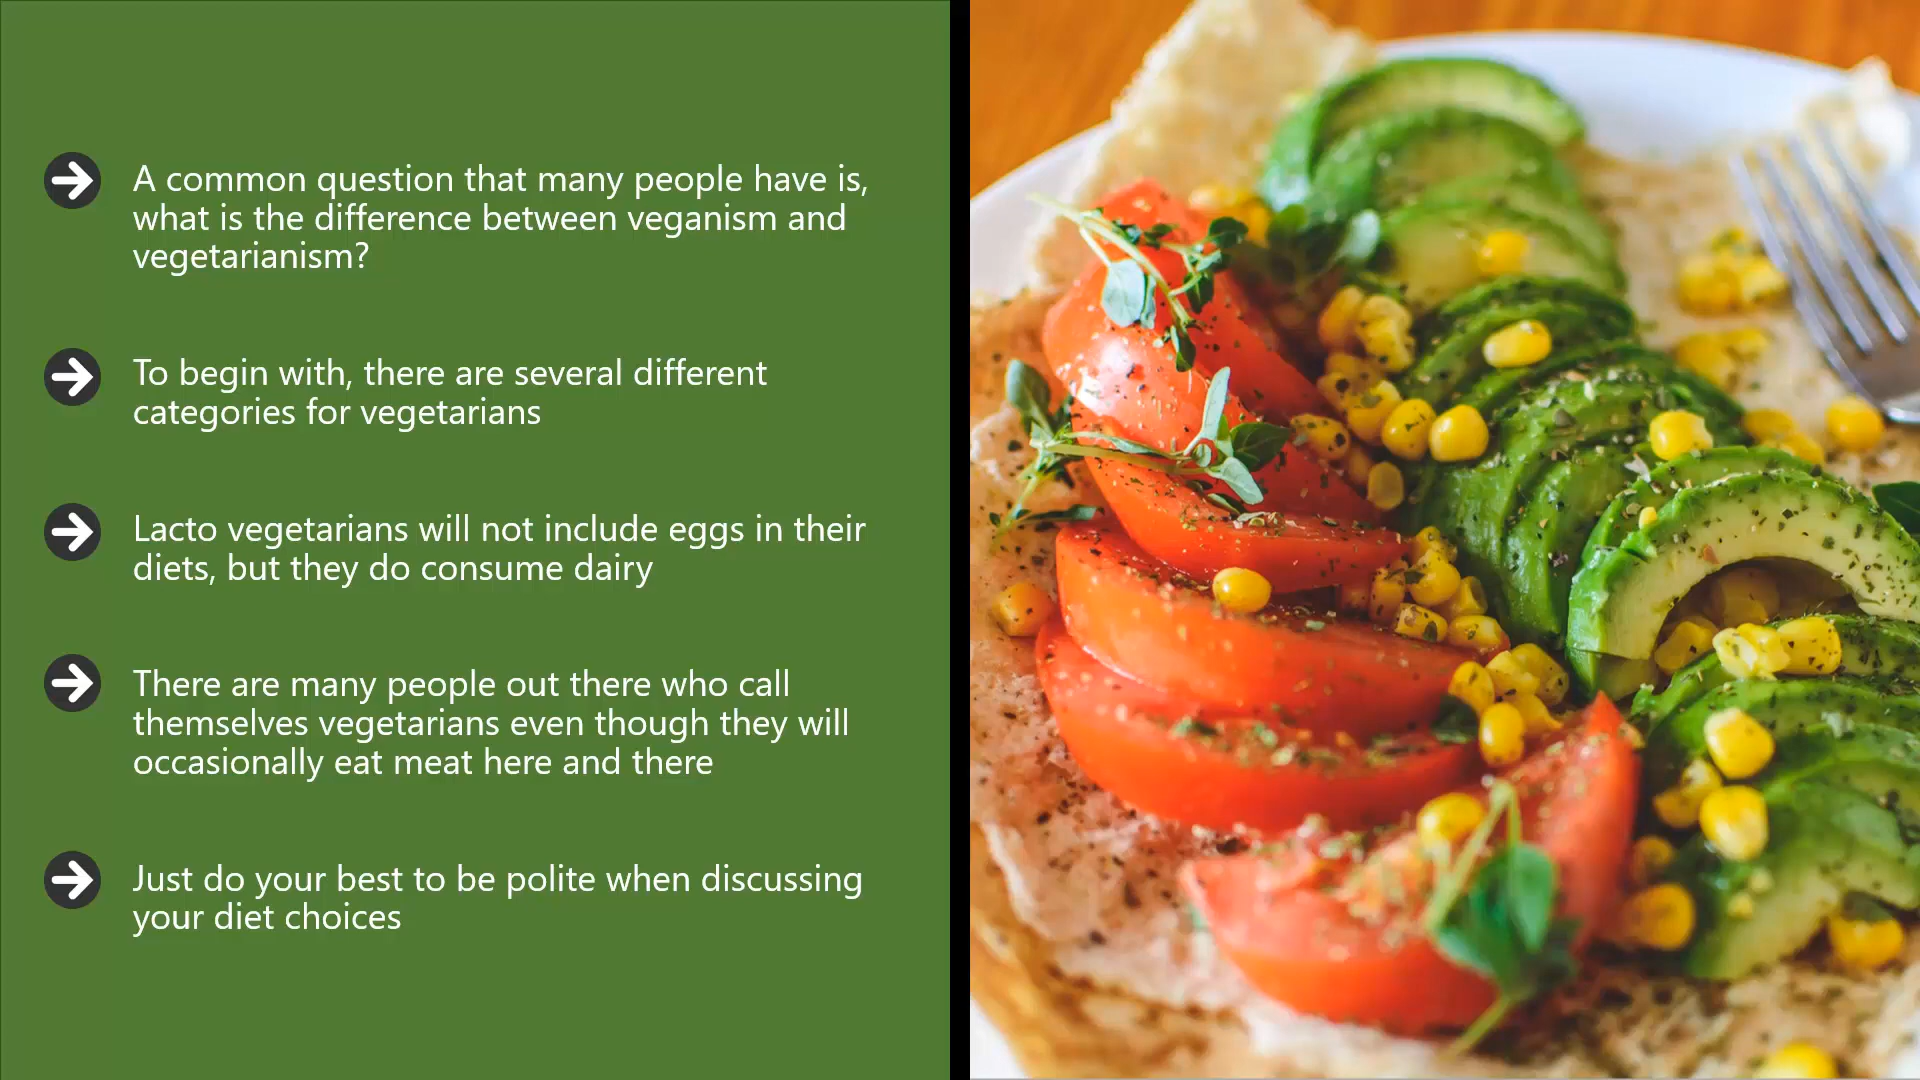 A common question that many people have is,
what is the difference between veganism and
vegetarianism?
To begin with, there are several different
categories for vegetarians
Lacto vegetarians will not include eggs in their
diets, but they do consume dairy
There are many people out there who call
themselves vegetarians even though they will
occasionally eat meat here and there
Just do your best to be polite when discussing
your diet choices